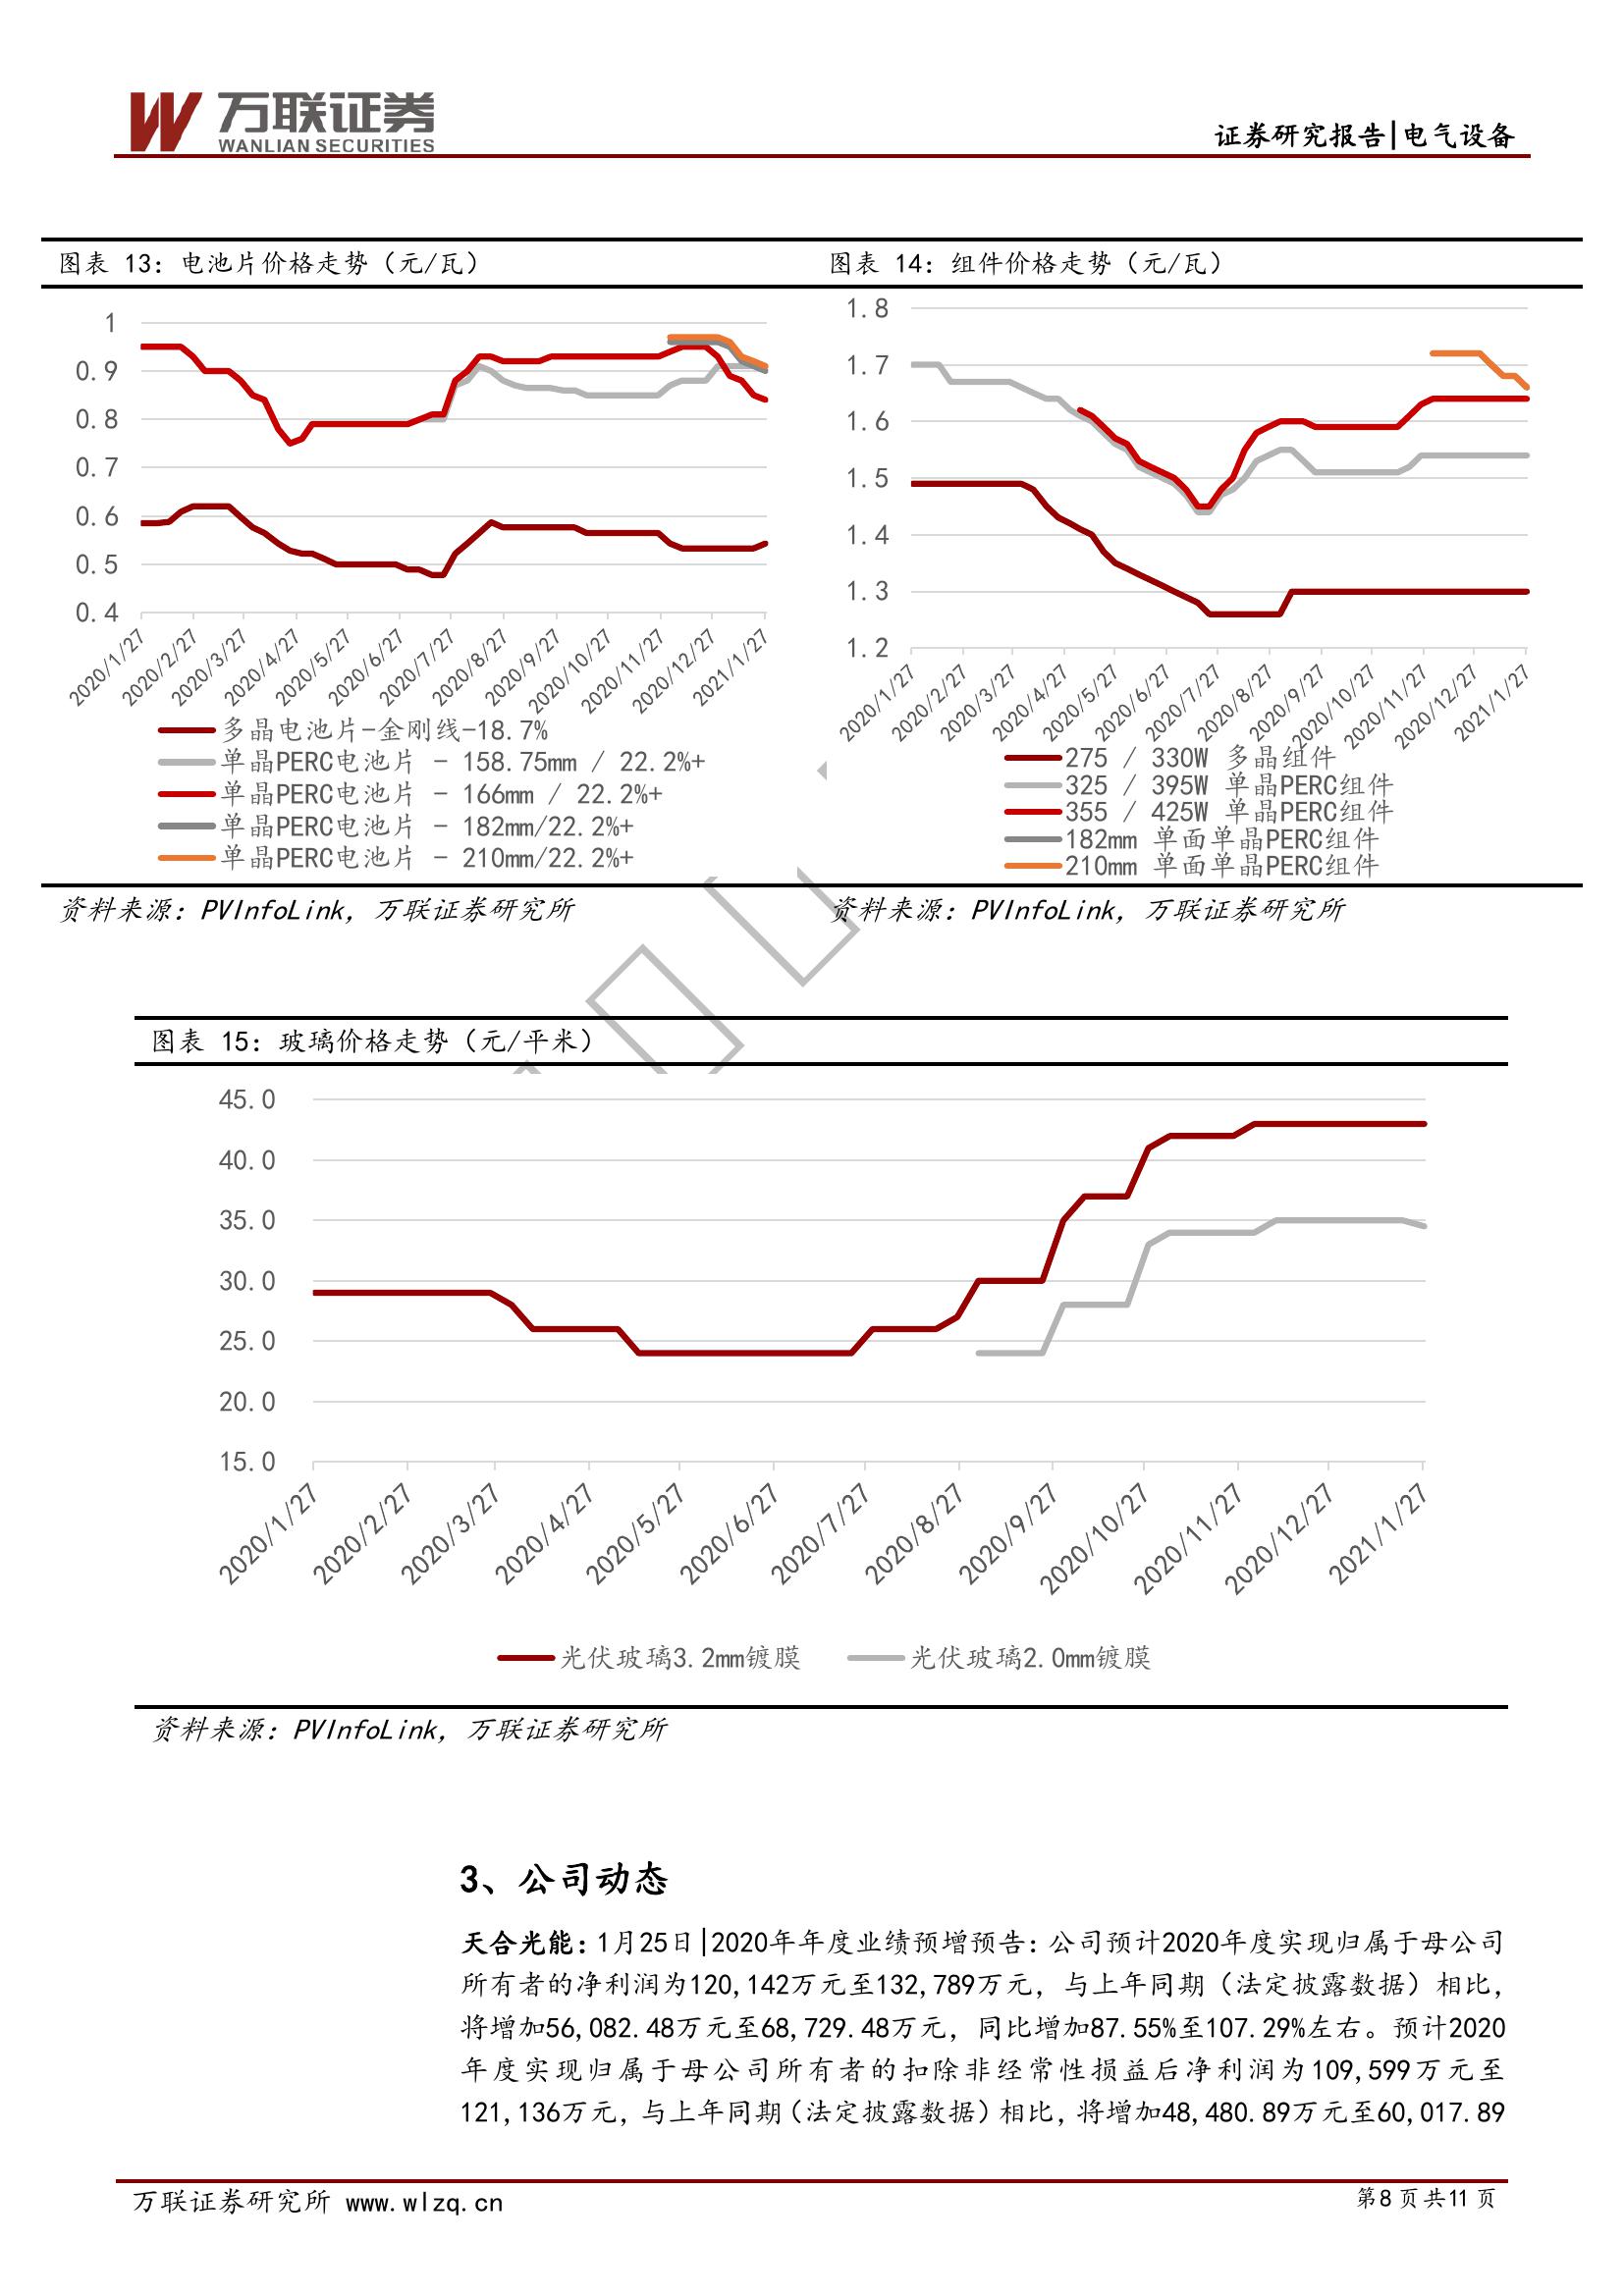 万联证券
WANLIAN SECURITIES
证券研究报告|电气设备
图表 13：电池片价格走势（元/瓦）
1
0.9
0.8
0.7
0.6
0.5
0.4
2020/1/27
2020/2/27
2020/3/27
2020/4/27
2020/5/27
2020/6/27
2020/7/27
2020/8/27
2020/9/27
2020/10/27
2020/11/27
2020/12/27
2021/1/27
多晶电池片-金刚线-18.7%
单晶PERC电池片 - 158.75mm / 22.2%+
单晶PERC电池片 - 166mm / 22.2%+
单晶PERC电池片 - 182mm/22.2%+
单晶PERC电池片 - 210mm/22.2%+
资料来源：PVInfoLink，万联证券研究所
图表 14：组件价格走势（元/瓦）
1.8
1.7
1.6
1.5
1.4
1.3
1.2
2020/1/27
2020/2/27
2020/3/27
2020/4/27
2020/5/27
2020/6/27
2020/7/27
2020/8/27
2020/9/27
2020/10/27
2020/11/27
2020/12/27
2021/1/27
275 / 330W 多晶组件
325 / 395W 单晶PERC组件
355 / 425W 单晶PERC组件
182mm 单面单晶PERC组件
210mm 单面单晶PERC组件
资料来源：PVInfoLink，万联证券研究所
图表 15：玻璃价格走势（元/平米）
45.0
40.0
35.0
30.0
25.0
20.0
15.0
2020/1/27
2020/2/27
2020/3/27
2020/4/27
2020/5/27
2020/6/27
2020/7/27
2020/8/27
2020/9/27
2020/10/27
2020/11/27
2020/12/27
2021/1/27
光伏玻璃3.2mm镀膜
光伏玻璃2.0mm镀膜
资料来源：PVInfoLink，万联证券研究所
3、公司动态
天合光能：1月25日|2020年年度业绩预增预告：公司预计2020年度实现归属于母公司
所有者的净利润为120,142万元至132,789万元，与上年同期（法定披露数据）相比，
将增加56,082.48万元至68,729.48万元，同比增加87.55%至107.29%左右。预计2020
年度实现归属于母公司所有者的扣除非经常性损益后净利润为109,599万元至
121,136万元，与上年同期（法定披露数据）相比，将增加48,480.89万元至60,017.89
万联证券研究所 www.wlzq.cn
第8页共11页